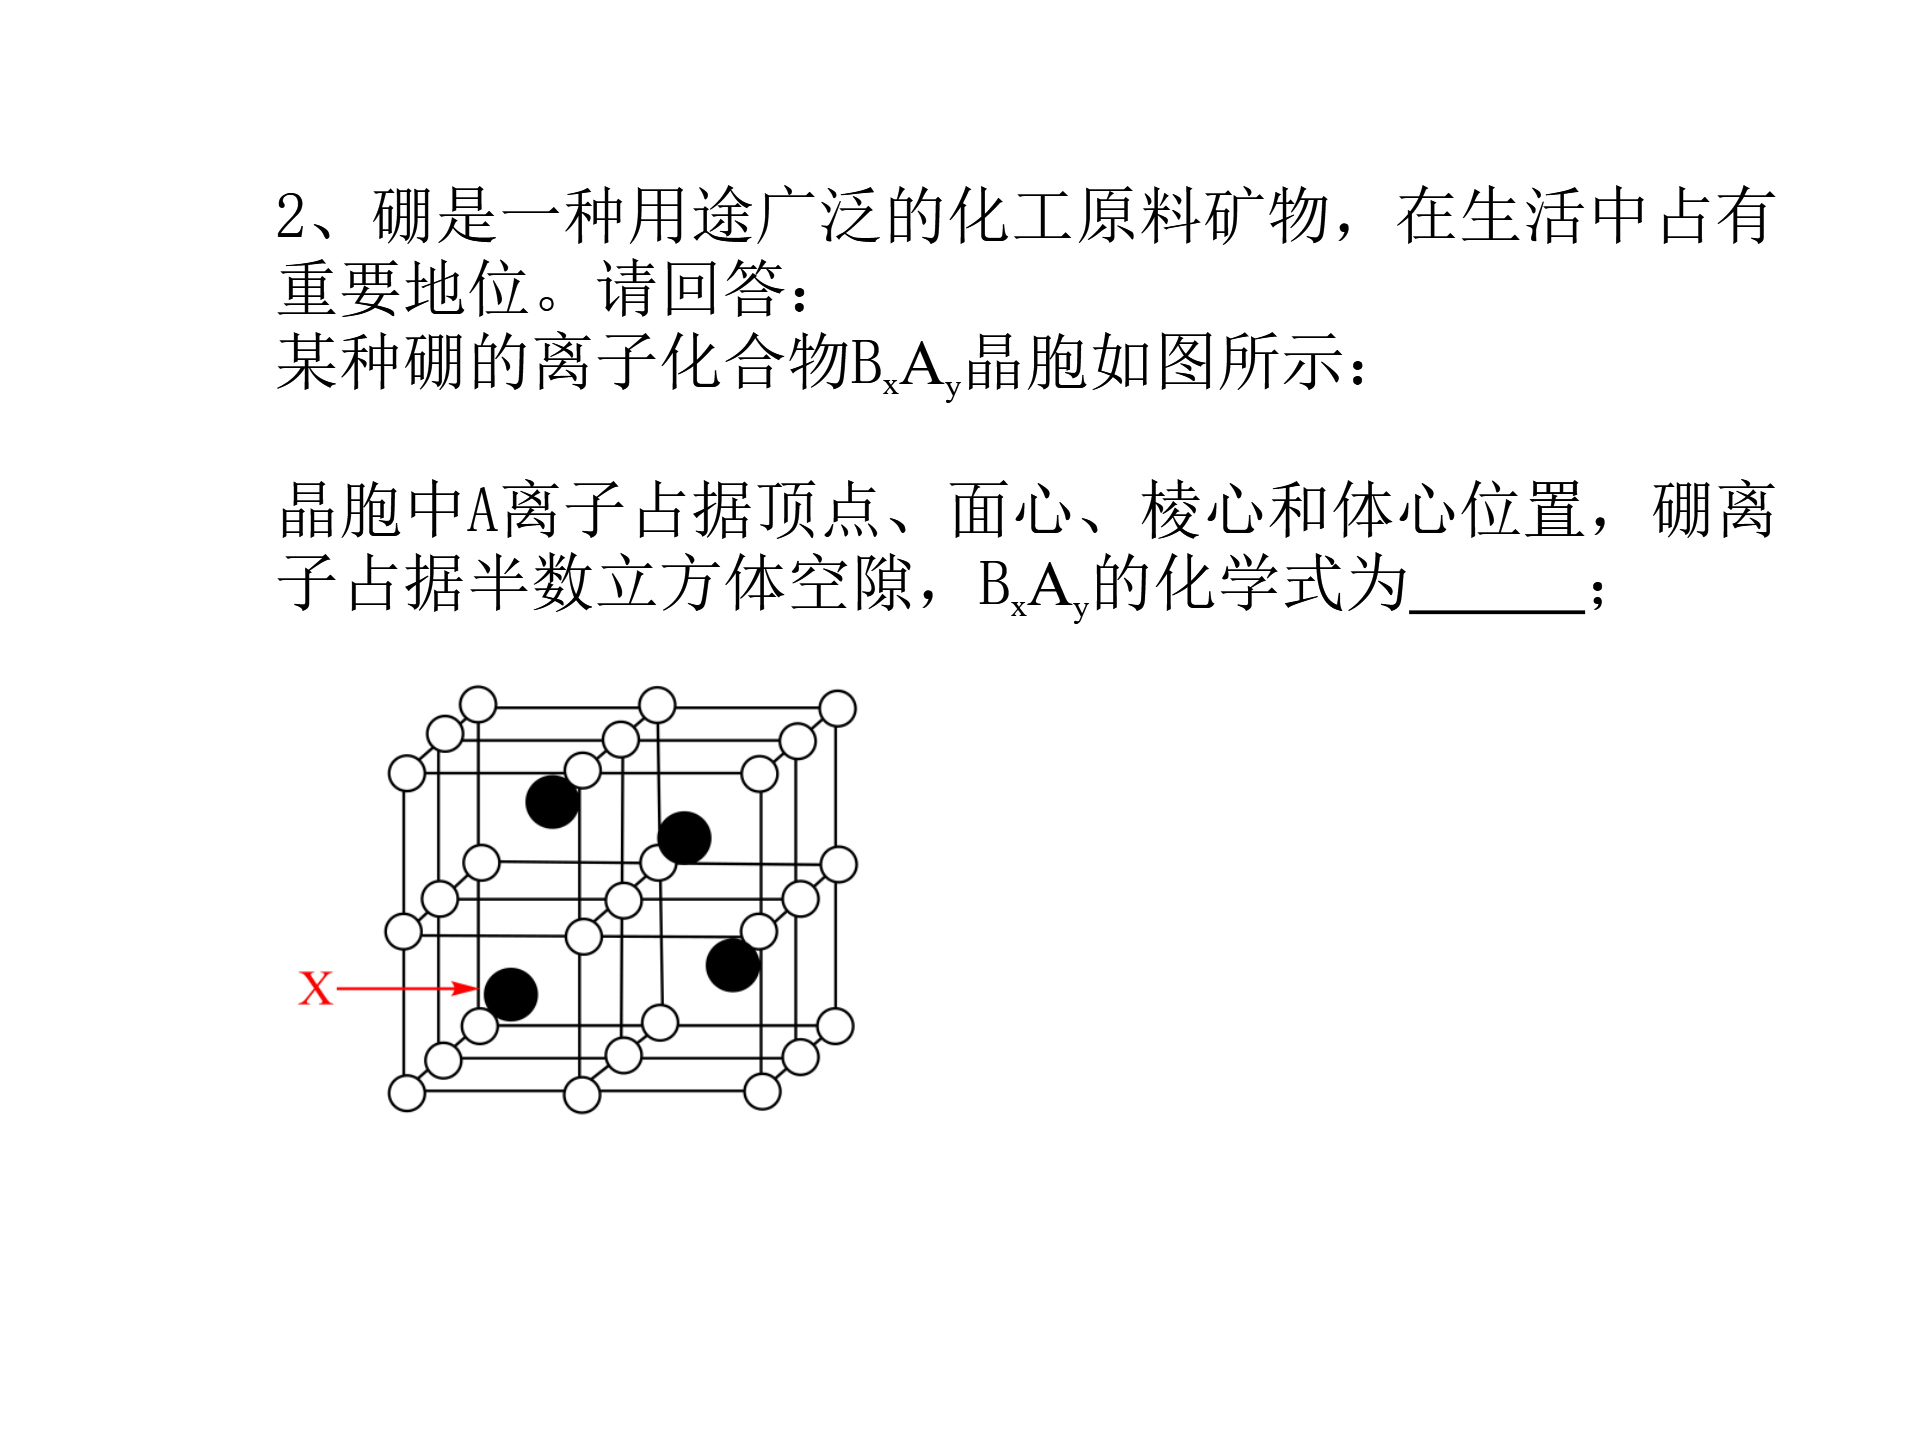 2、硼是一种用途广泛的化工原料矿物，在生活中占有
重要地位。请回答：
某种硼的离子化合物BxAy晶胞如图所示：
晶胞中A离子占据顶点、面心、棱心和体心位置，硼离
子占据半数立方体空隙，BxAy的化学式为______；
X